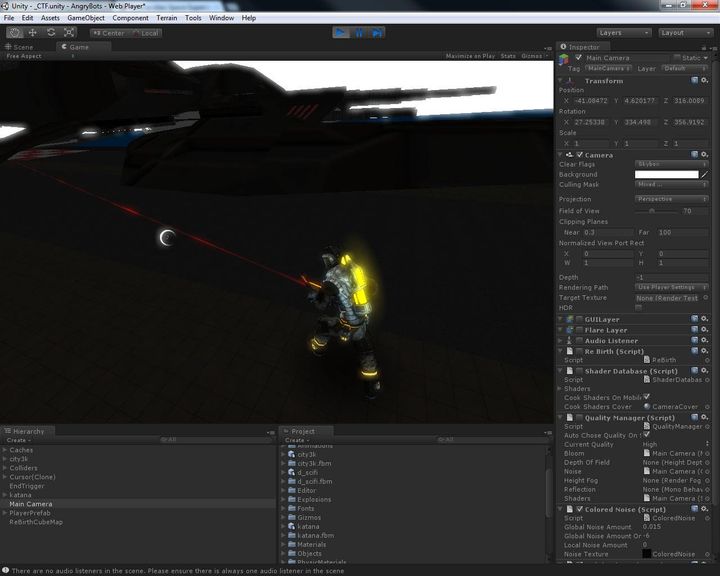 Unity - _CTF.unity - AngryBots - Web Player*
File Edit Assets GameObject Component Terrain Tools Window Help
Center Local Layers Layout
Scene Game
Free Aspect Maximize on Play Stats Gizmos
Inspector
Main Camera Static
Tag MainCamera Layer Default
Transform
Position
X -41.08472 Y 4.620177 Z 316.0089
Rotation
X 27.25338 Y 334.498 Z 356.9192
Scale
X 1 Y 1 Z 1
Camera
Clear Flags Skybox
Background
Culling Mask Mixed ...
Projection Perspective
Field of View 70
Clipping Planes
Near 0.3 Far 100
Normalized View Port Rect
X 0 Y 0
W 1 H 1
Depth -1
Rendering Path Use Player Settings
Target Texture None (Render Text
HDR
GUILayer
Flare Layer
Audio Listener
Re Birth (Script)
Script ReBirth
Shader Database (Script)
Script ShaderDatabas
Shaders
Cook Shaders On Mobil
Cook Shaders Cover CameraCover
Quality Manager (Script)
Script QualityManager
Auto Chose Quality On
Current Quality High
Bloom Main Camera
Depth Of Field None (Height Dept
Noise Main Camera
Height Fog None (Render Fog
Reflection None (Mono Behav
Shaders Main Camera
Colored Noise (Script)
Script ColoredNoise
Global Noise Amount 0.015
Global Noise Amount Or -6
Local Noise Amount 0
Noise Texture ColoredNoise
Hierarchy
Create All
Caches
city3k
Colliders
Cursor(Clone)
EndTrigger
katana
Main Camera
PlayerPrefab
ReBirthCubeMap
Project
Create All
Animations
city3k
city3k.fbm
d_scifi
d_scifi.fbm
Editor
Explosions
Fonts
Gizmos
katana
katana.fbm
Materials
Objects
PhysicMaterials
There are no audio listeners in the scene. Please ensure there is always one audio listener in the scene